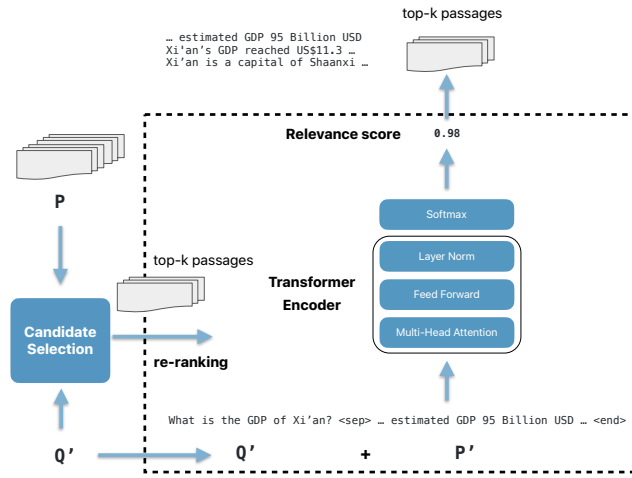 top-k passages
… estimated GDP 95 Billion USD
Xi'an's GDP reached US$11.3 …
Xi’an is a capital of Shaanxi …
Relevance score
0.98
P
Softmax
Layer Norm
top-k passages
Transformer
Encoder
Feed Forward
Candidate
Selection
Multi-Head Attention
re-ranking
What is the GDP of Xi’an? <sep> … estimated GDP 95 Billion USD … <end>
Q’
Q’ + P’